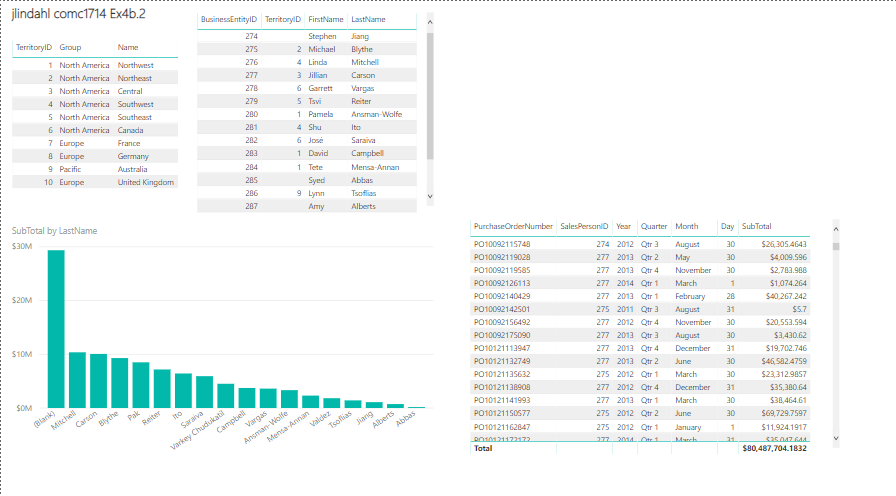 jlindahl comc1714 Ex4b.2
TerritoryID Group Name
1 North America Northwest
2 North America Northeast
3 North America Central
4 North America Southwest
5 North America Southeast
6 North America Canada
7 Europe France
8 Europe Germany
9 Pacific Australia
10 Europe United Kingdom
BusinessEntityID TerritoryID FirstName LastName
274 Stephen Jiang
275 2 Michael Blythe
276 4 Linda Mitchell
277 3 Jillian Carson
278 6 Garrett Vargas
279 5 Tsvi Reiter
280 1 Pamela Ansman-Wolfe
281 4 Shu Ito
282 6 José Saraiva
283 1 David Campbell
284 1 Tete Mensa-Annan
285 Syed Abbas
286 9 Lynn Tsoflias
287 Amy Alberts
SubTotal by LastName
$30M
$20M
$10M
$0M
(Blank) Mitchell Carson Blythe Pak Reiter Ito Saraiva Varkey Chudukatil Campbell Vargas Ansman-Wolfe Mensa-Annan Valdez Tsoflias Jiang Alberts Abbas
PurchaseOrderNumber SalesPersonID Year Quarter Month Day SubTotal
PO10092115748 274 2012 Qtr 3 August 30 $26,305.4643
PO10092119028 277 2013 Qtr 2 May 30 $4,009.596
PO10092119585 277 2013 Qtr 4 November 30 $2,783.988
PO10092126113 277 2014 Qtr 1 March 1 $1,074.264
PO10092140429 277 2013 Qtr 1 February 28 $40,267.242
PO10092142501 275 2011 Qtr 3 August 31 $5.7
PO10092156492 277 2012 Qtr 4 November 30 $20,553.594
PO10092175090 277 2013 Qtr 3 August 30 $3,430.62
PO10121113947 277 2013 Qtr 4 December 31 $19,702.746
PO10121132749 277 2013 Qtr 2 June 30 $46,582.4759
PO10121135632 275 2012 Qtr 1 March 30 $23,312.9857
PO10121138908 277 2012 Qtr 4 December 31 $35,380.64
PO10121141993 277 2013 Qtr 1 March 30 $38,464.61
PO10121150577 275 2012 Qtr 2 June 30 $69,729.7597
PO10121162847 275 2012 Qtr 1 January 1 $11,924.1917
PO10121172172 277 2014 Qtr 1 March 31 $35,047.644
Total $80,487,704.1832